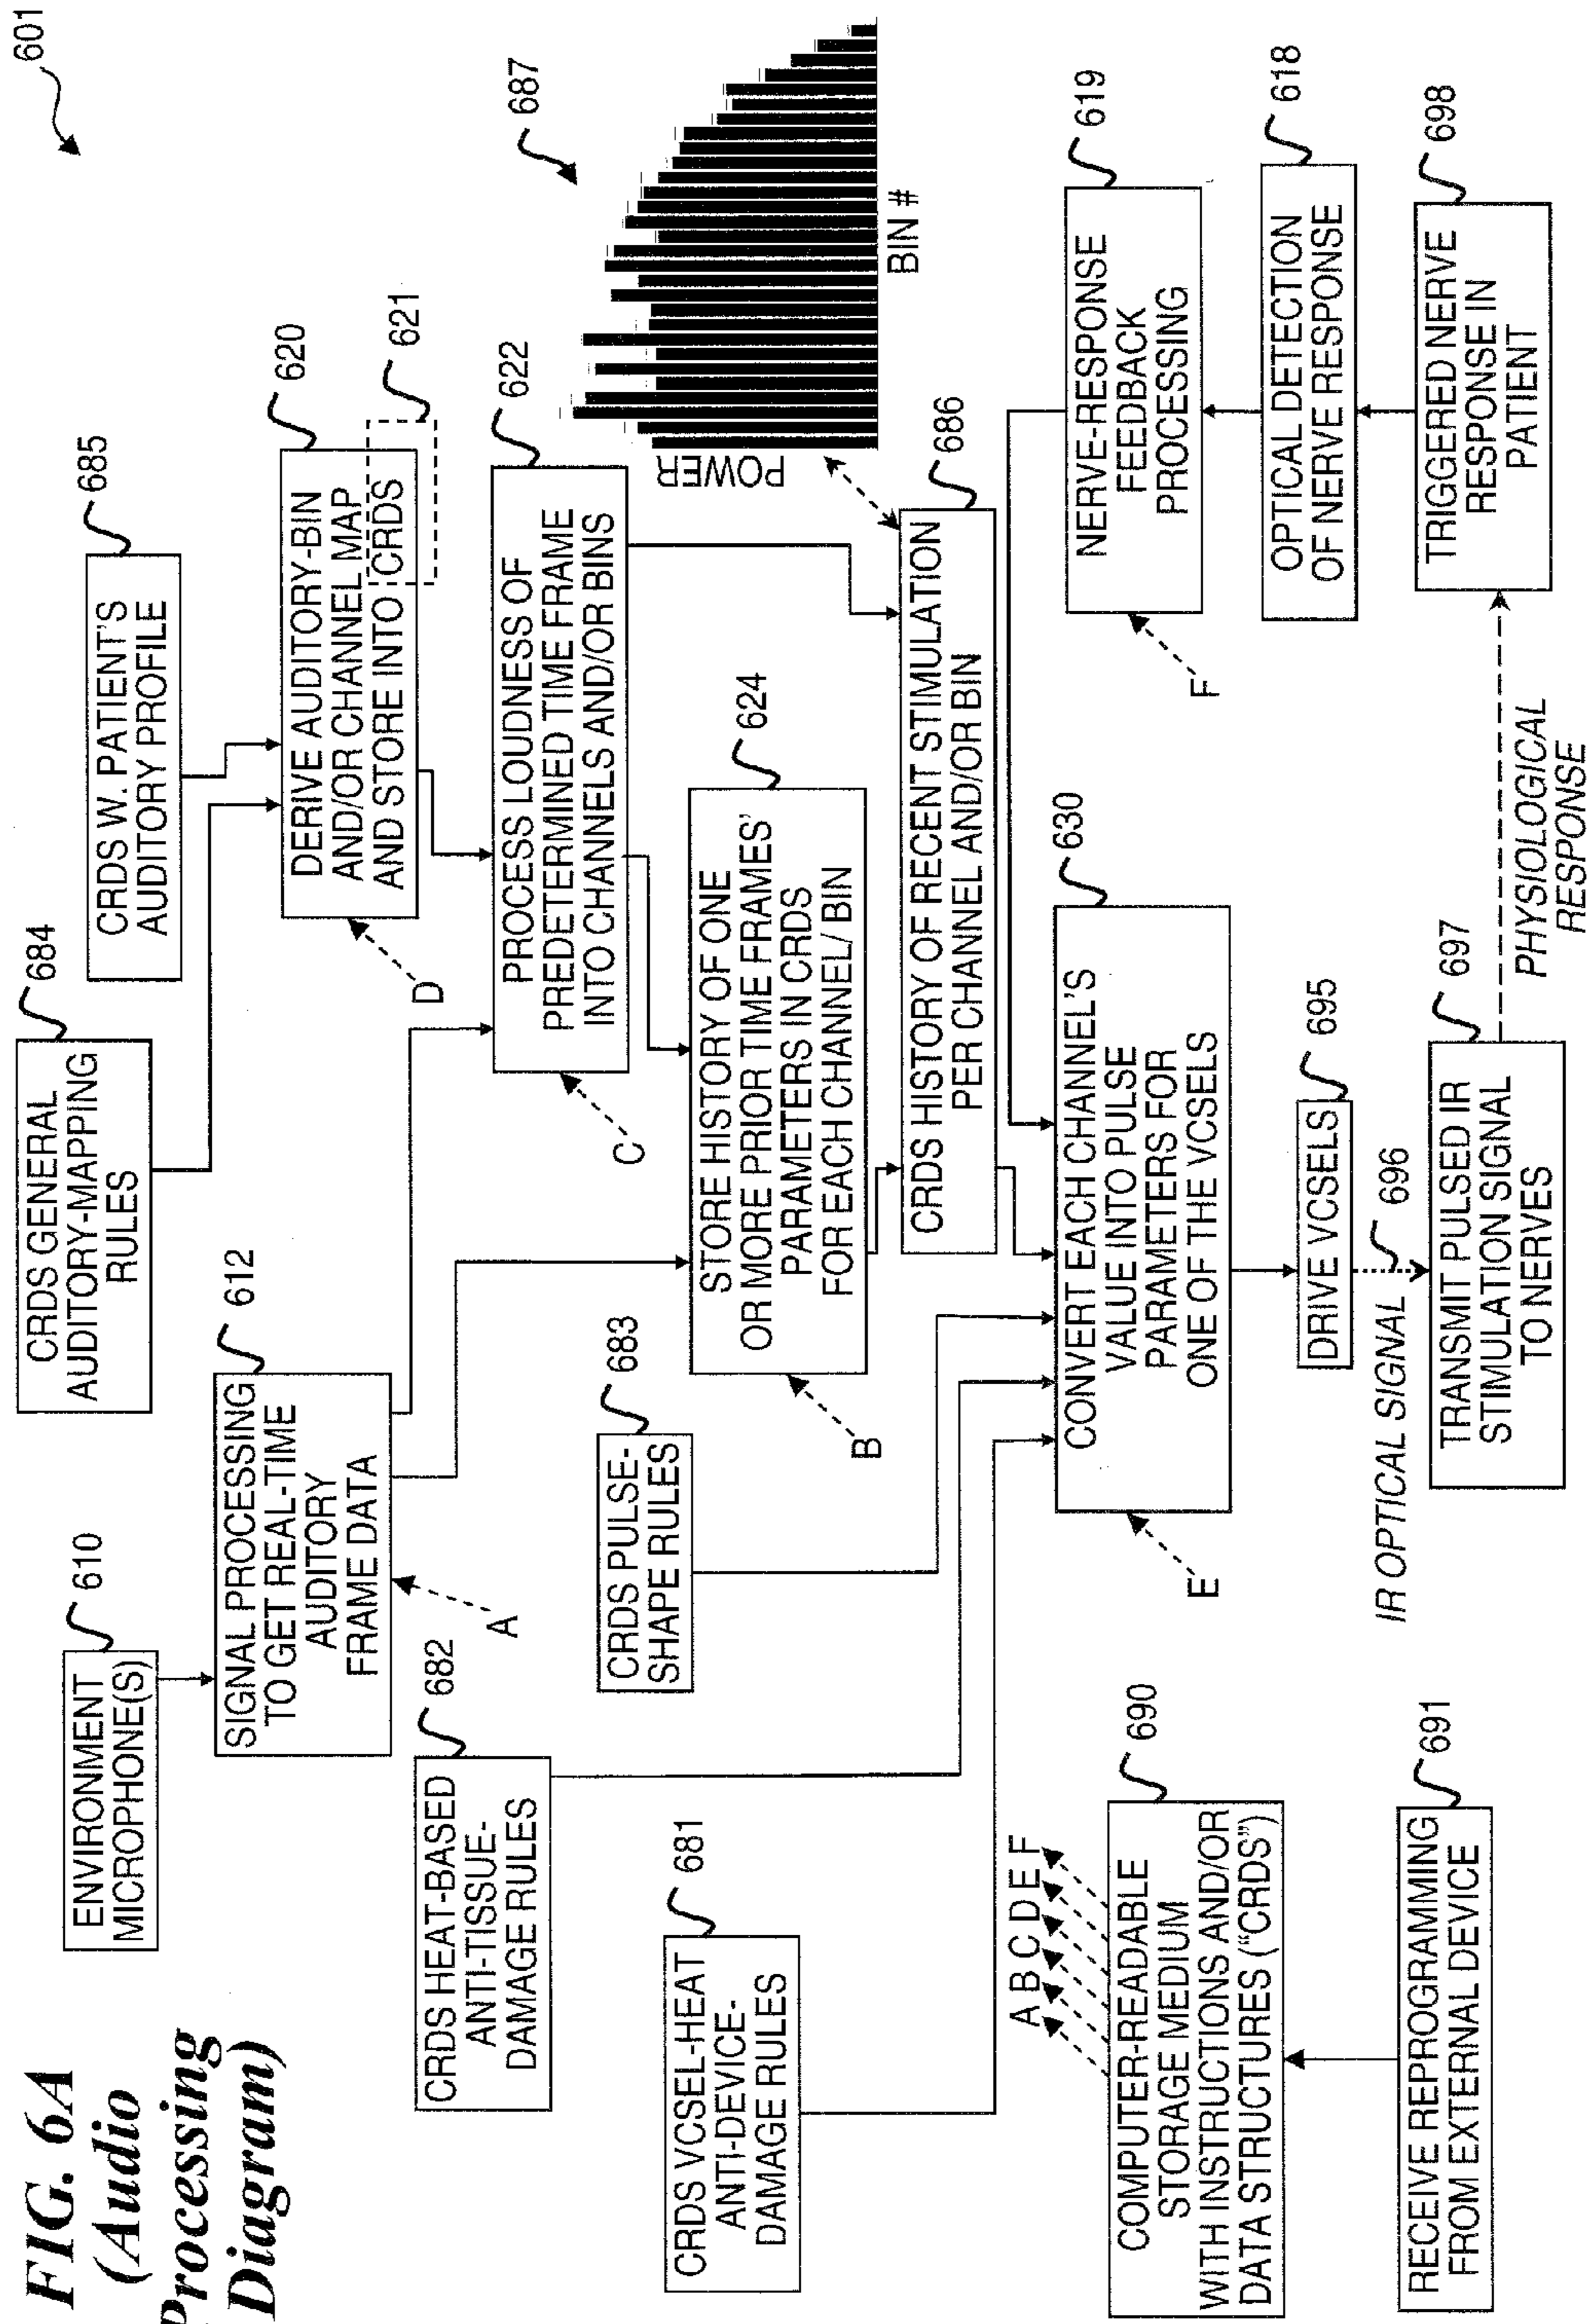 FIG. 6A
(Audio
Processing
Diagram)
601
ENVIRONMENT
MICROPHONE(S)
610
SIGNAL PROCESSING
TO GET REAL-TIME
AUDITORY
FRAME DATA
612
A
CRDS GENERAL
AUDITORY-MAPPING
RULES
684
CRDS W. PATIENT'S
AUDITORY PROFILE
685
DERIVE AUDITORY-BIN
AND/OR CHANNEL MAP
AND STORE INTO CRDS
620
621
D
PROCESS LOUDNESS OF
PREDETERMINED TIME FRAME
INTO CHANNELS AND/OR BINS
622
C
POWER
BIN #
687
CRDS HEAT-BASED
ANTI-TISSUE-
DAMAGE RULES
682
CRDS PULSE-
SHAPE RULES
683
STORE HISTORY OF ONE
OR MORE PRIOR TIME FRAMES'
PARAMETERS IN CRDS
FOR EACH CHANNEL/ BIN
624
B
CRDS HISTORY OF RECENT STIMULATION
PER CHANNEL AND/OR BIN
686
CRDS VCSEL-HEAT
ANTI-DEVICE-
DAMAGE RULES
681
CONVERT EACH CHANNEL'S
VALUE INTO PULSE
PARAMETERS FOR
ONE OF THE VCSELS
630
E
NERVE-RESPONSE
FEEDBACK
PROCESSING
619
F
OPTICAL DETECTION
OF NERVE RESPONSE
618
TRIGGERED NERVE
RESPONSE IN
PATIENT
698
A B C D E F
COMPUTER-READABLE
STORAGE MEDIUM
WITH INSTRUCTIONS AND/OR
DATA STRUCTURES ("CRDS")
690
RECEIVE REPROGRAMMING
FROM EXTERNAL DEVICE
691
DRIVE VCSELS
695
IR OPTICAL SIGNAL
696
TRANSMIT PULSED IR
STIMULATION SIGNAL
TO NERVES
697
PHYSIOLOGICAL
RESPONSE